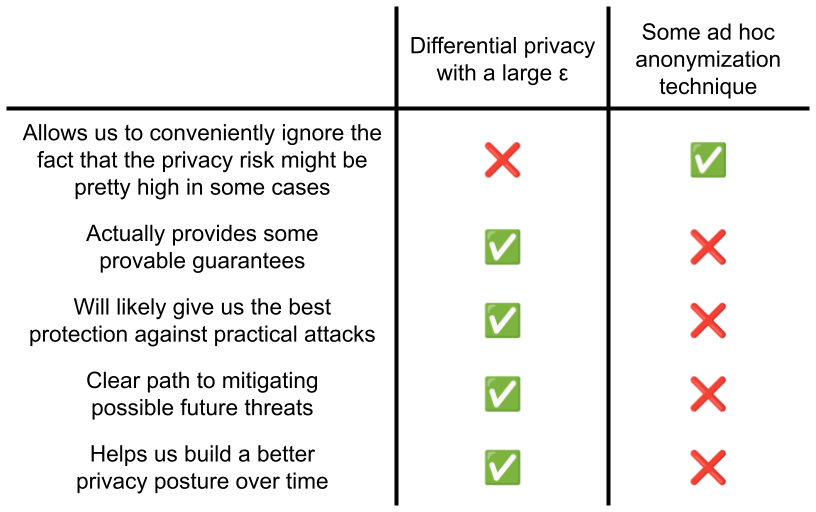 Differential privacy
with a large ε
Some ad hoc
anonymization
technique
Allows us to conveniently ignore the
fact that the privacy risk might be
pretty high in some cases
❌ ✅
Actually provides some
provable guarantees
✅ ❌
Will likely give us the best
protection against practical attacks
✅ ❌
Clear path to mitigating
possible future threats
✅ ❌
Helps us build a better
privacy posture over time
✅ ❌